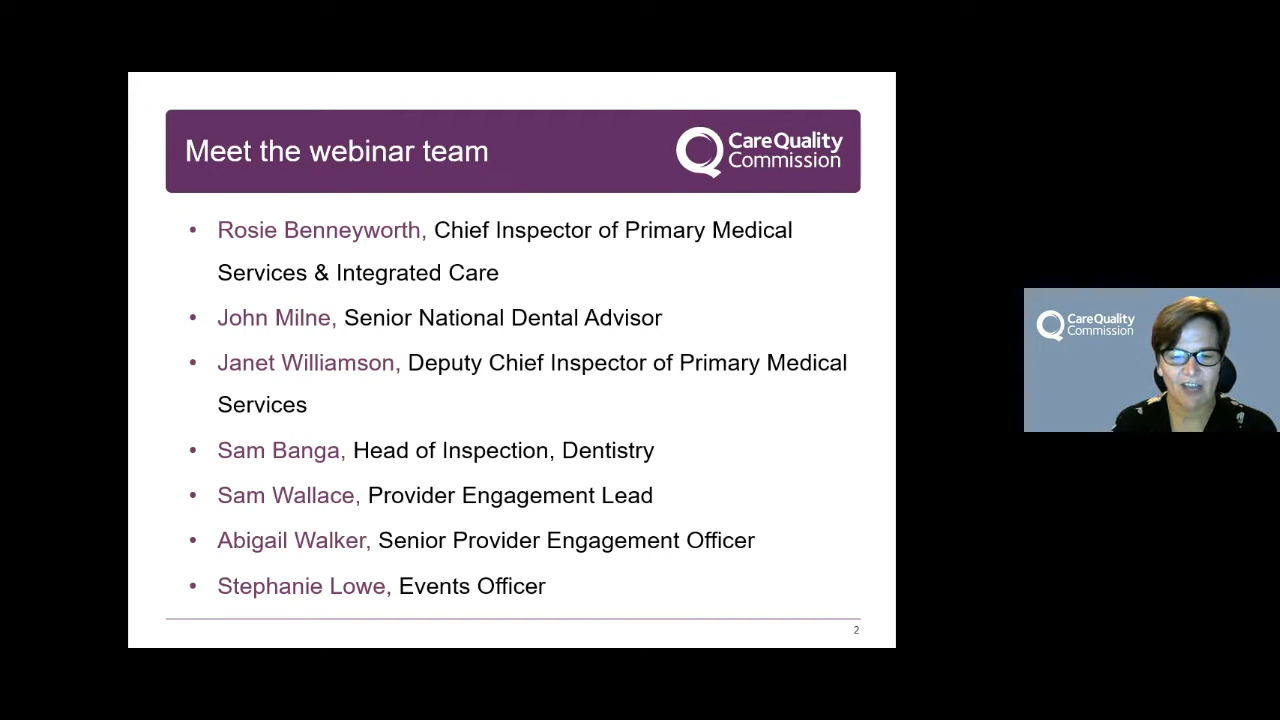 Meet the webinar team
CareQuality
Commission
• Rosie Benneyworth, Chief Inspector of Primary Medical
Services & Integrated Care
• John Milne, Senior National Dental Advisor
• Janet Williamson, Deputy Chief Inspector of Primary Medical
Services
• Sam Banga, Head of Inspection, Dentistry
• Sam Wallace, Provider Engagement Lead
• Abigail Walker, Senior Provider Engagement Officer
• Stephanie Lowe, Events Officer
2
CareQuality
Commission